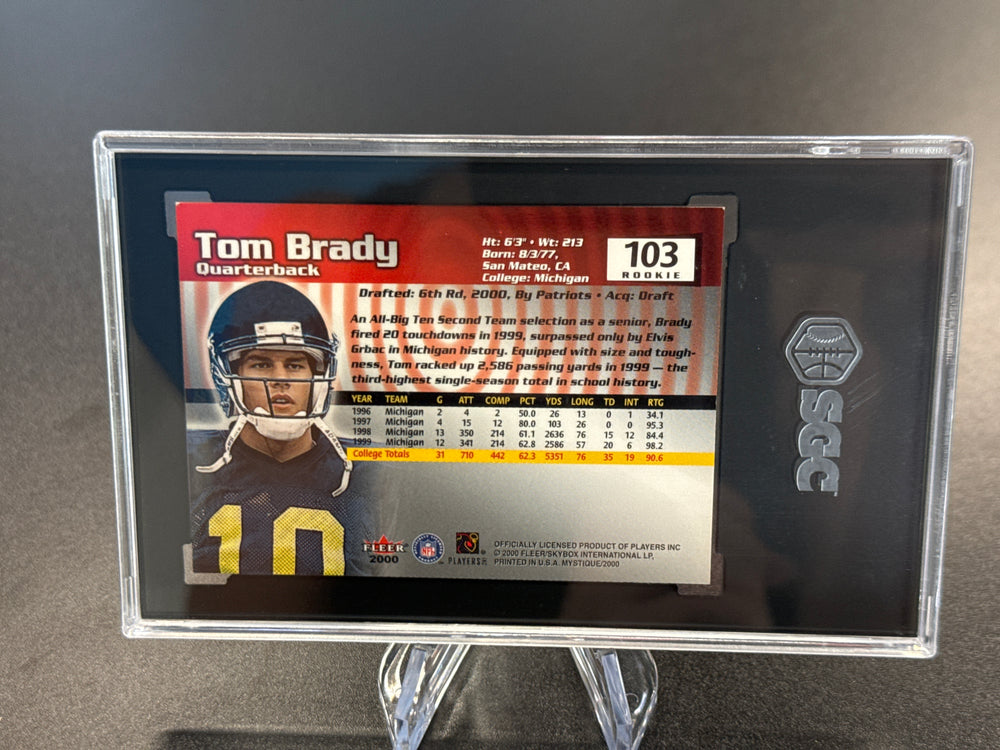 Tom Brady
Quarterback
Ht: 6'3" • Wt: 213
Born: 8/3/77,
San Mateo, CA
College: Michigan
103
ROOKIE
Drafted: 6th Rd, 2000, By Patriots • Acq: Draft
An All-Big Ten Second Team selection as a senior, Brady
fired 20 touchdowns in 1999, surpassed only by Elvis
Grbac in Michigan history. Equipped with size and tough-
ness, Tom racked up 2,586 passing yards in 1999 — the
third-highest single-season total in school history.
YEAR TEAM G ATT COMP PCT YDS LONG TD INT RTG
1996 Michigan 2 4 2 50.0 26 13 0 1 34.1
1997 Michigan 4 15 12 80.0 103 26 0 0 95.3
1998 Michigan 13 350 214 61.1 2636 76 15 12 84.4
1999 Michigan 12 341 214 62.8 2586 57 20 6 98.2
College Totals 31 710 442 62.3 5351 76 35 19 90.6
10
FLEER
2000
NFL
PLAYERS INC
OFFICIALLY LICENSED PRODUCT OF PLAYERS INC
© 2000 FLEER/SKYBOX INTERNATIONAL LP,
PRINTED IN U.S.A. MYSTIQUE/2000
SGC